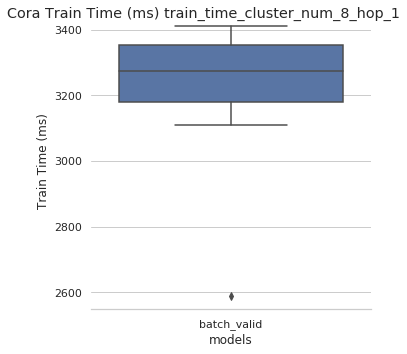 Cora Train Time (ms) train_time_cluster_num_8_hop_1
3400
3200
3000
2800
2600
Train Time (ms)
batch_valid
models